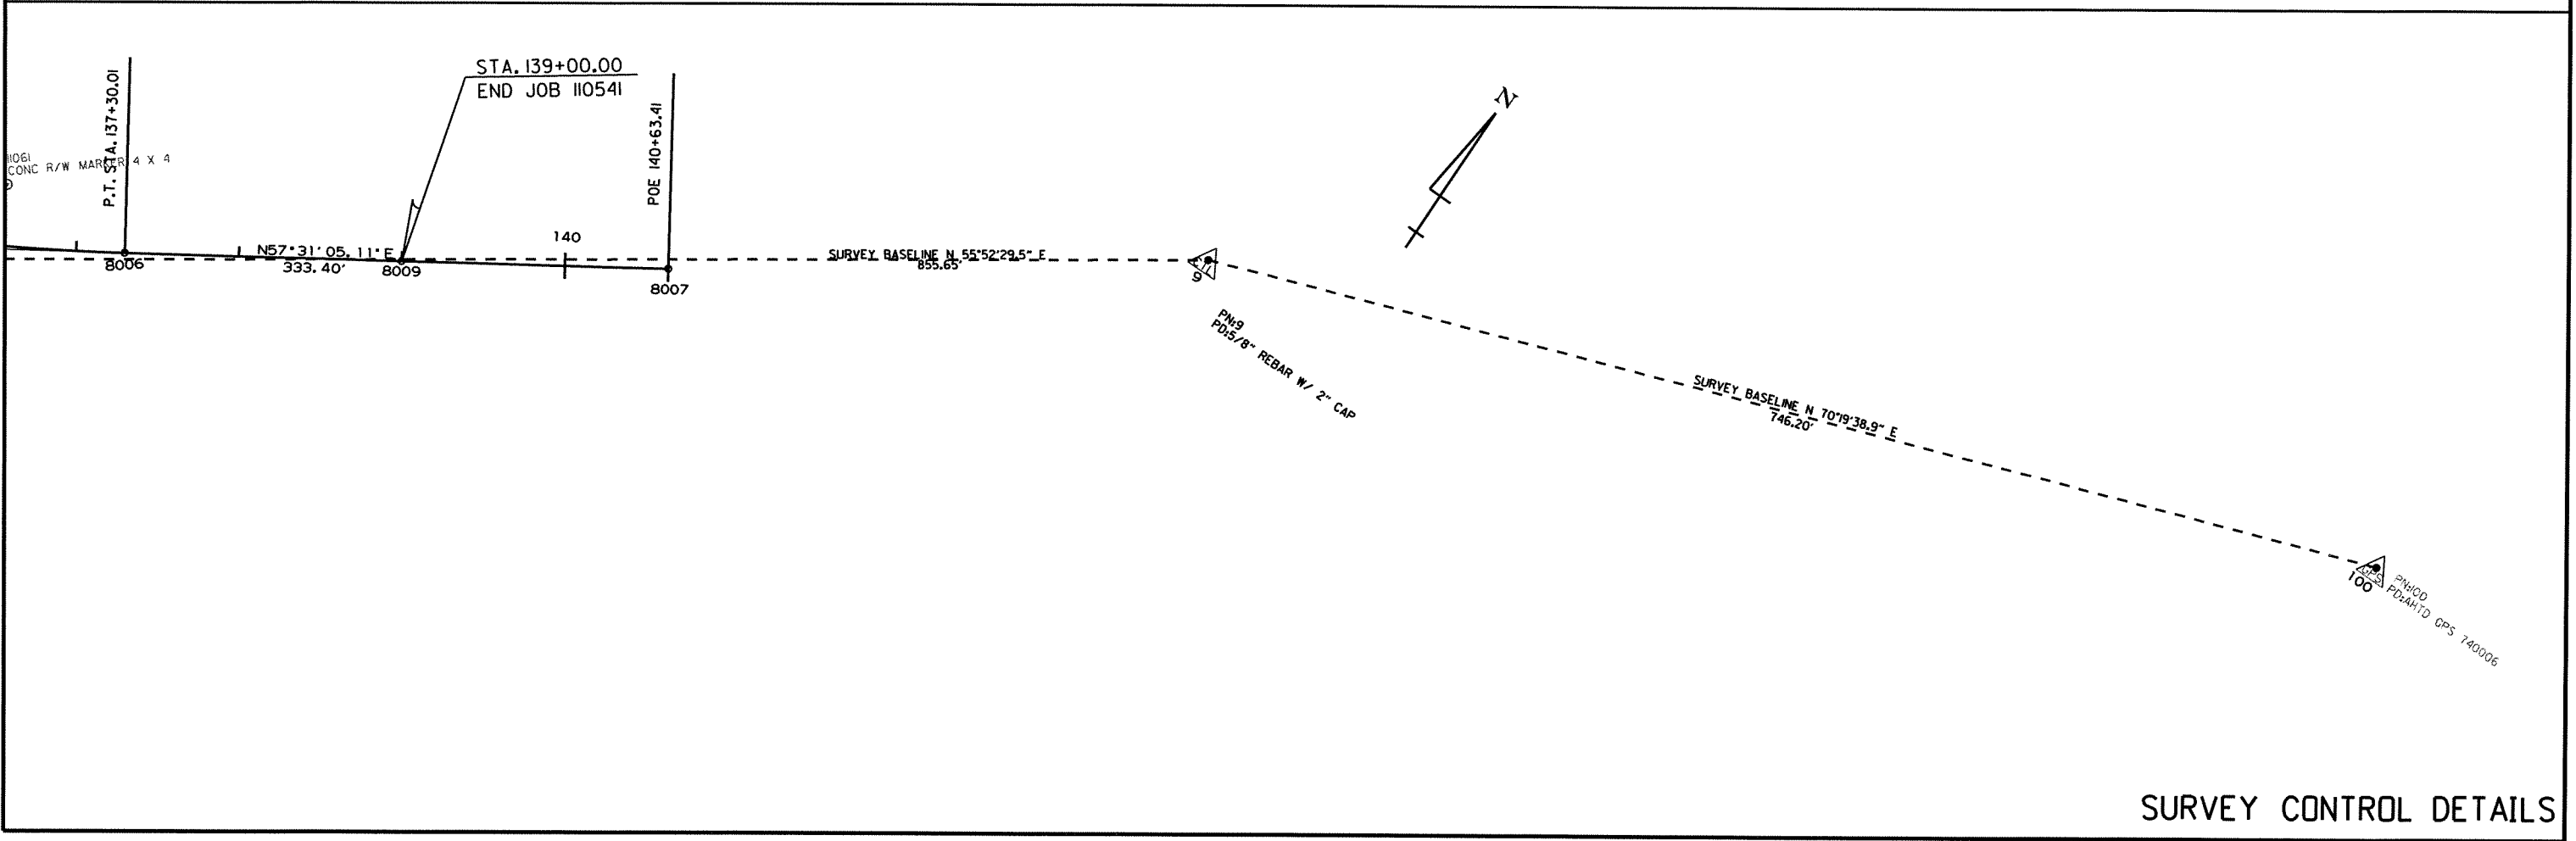 STA. 139+00.00
END JOB 110541
P.T. STA. 137+30.01
POE 140+63.41
N
11061
CONC R/W MARKER 4 X 4
N57°31'05.11"E
333.40'
8006
8009
140
8007
SURVEY BASELINE N 55°52'29.5" E
855.65'
9
PN:9
PD:5/8" REBAR W/ 2" CAP
SURVEY BASELINE N 70°19'38.9" E
746.20'
GPS
100
PN:100
PD:AHTD GPS 740006
SURVEY CONTROL DETAILS